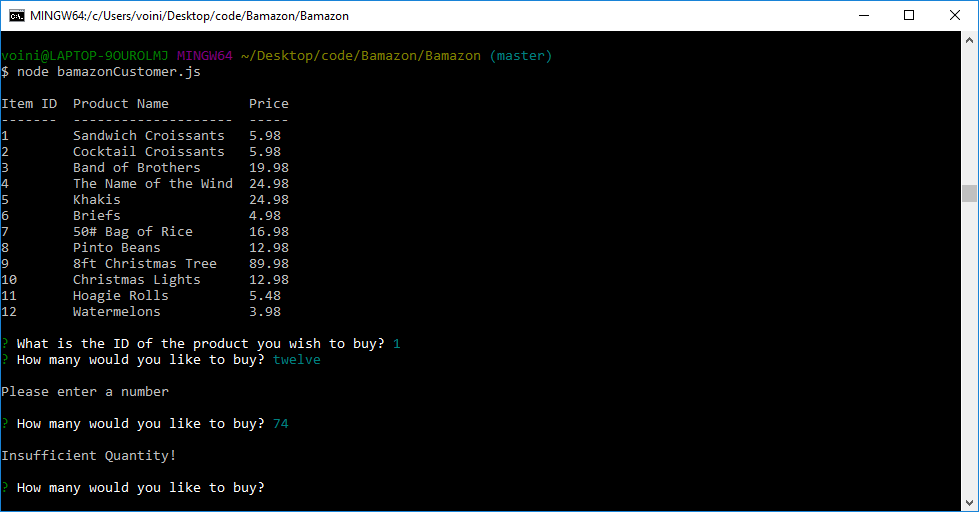 MINGW64:/c/Users/voini/Desktop/code/Bamazon/Bamazon
voini@LAPTOP-9OUROLMJ MINGW64 ~/Desktop/code/Bamazon/Bamazon (master)
$ node bamazonCustomer.js
Item ID  Product Name          Price
-------  --------------------  -----
1        Sandwich Croissants   5.98
2        Cocktail Croissants   5.98
3        Band of Brothers      19.98
4        The Name of the Wind  24.98
5        Khakis                24.98
6        Briefs                4.98
7        50# Bag of Rice       16.98
8        Pinto Beans           12.98
9        8ft Christmas Tree    89.98
10       Christmas Lights      12.98
11       Hoagie Rolls          5.48
12       Watermelons           3.98
? What is the ID of the product you wish to buy? 1
? How many would you like to buy? twelve
Please enter a number
? How many would you like to buy? 74
Insufficient Quantity!
? How many would you like to buy?